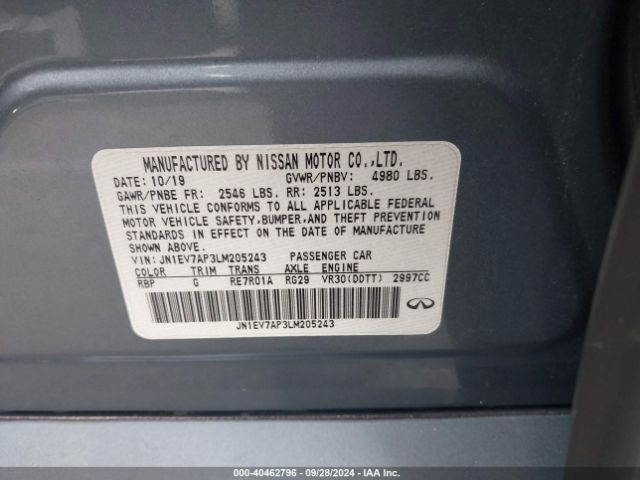 MANUFACTURED BY NISSAN MOTOR CO.,LTD.
DATE: 10/19 GVWR/PNBV: 4980 LBS.
GAWR/PNBE FR: 2546 LBS. RR: 2513 LBS.
THIS VEHICLE CONFORMS TO ALL APPLICABLE FEDERAL
MOTOR VEHICLE SAFETY,BUMPER,AND THEFT PREVENTION
STANDARDS IN EFFECT ON THE DATE OF MANUFACTURE
SHOWN ABOVE.
VIN: JN1EV7AP3LM205243 PASSENGER CAR
COLOR TRIM TRANS AXLE ENGINE
RBP G RE7R01A RG29 VR30(DDTT) 2997CC
JN1EV7AP3LM205243
000-40462796 - 09/28/2024 - IAA Inc.